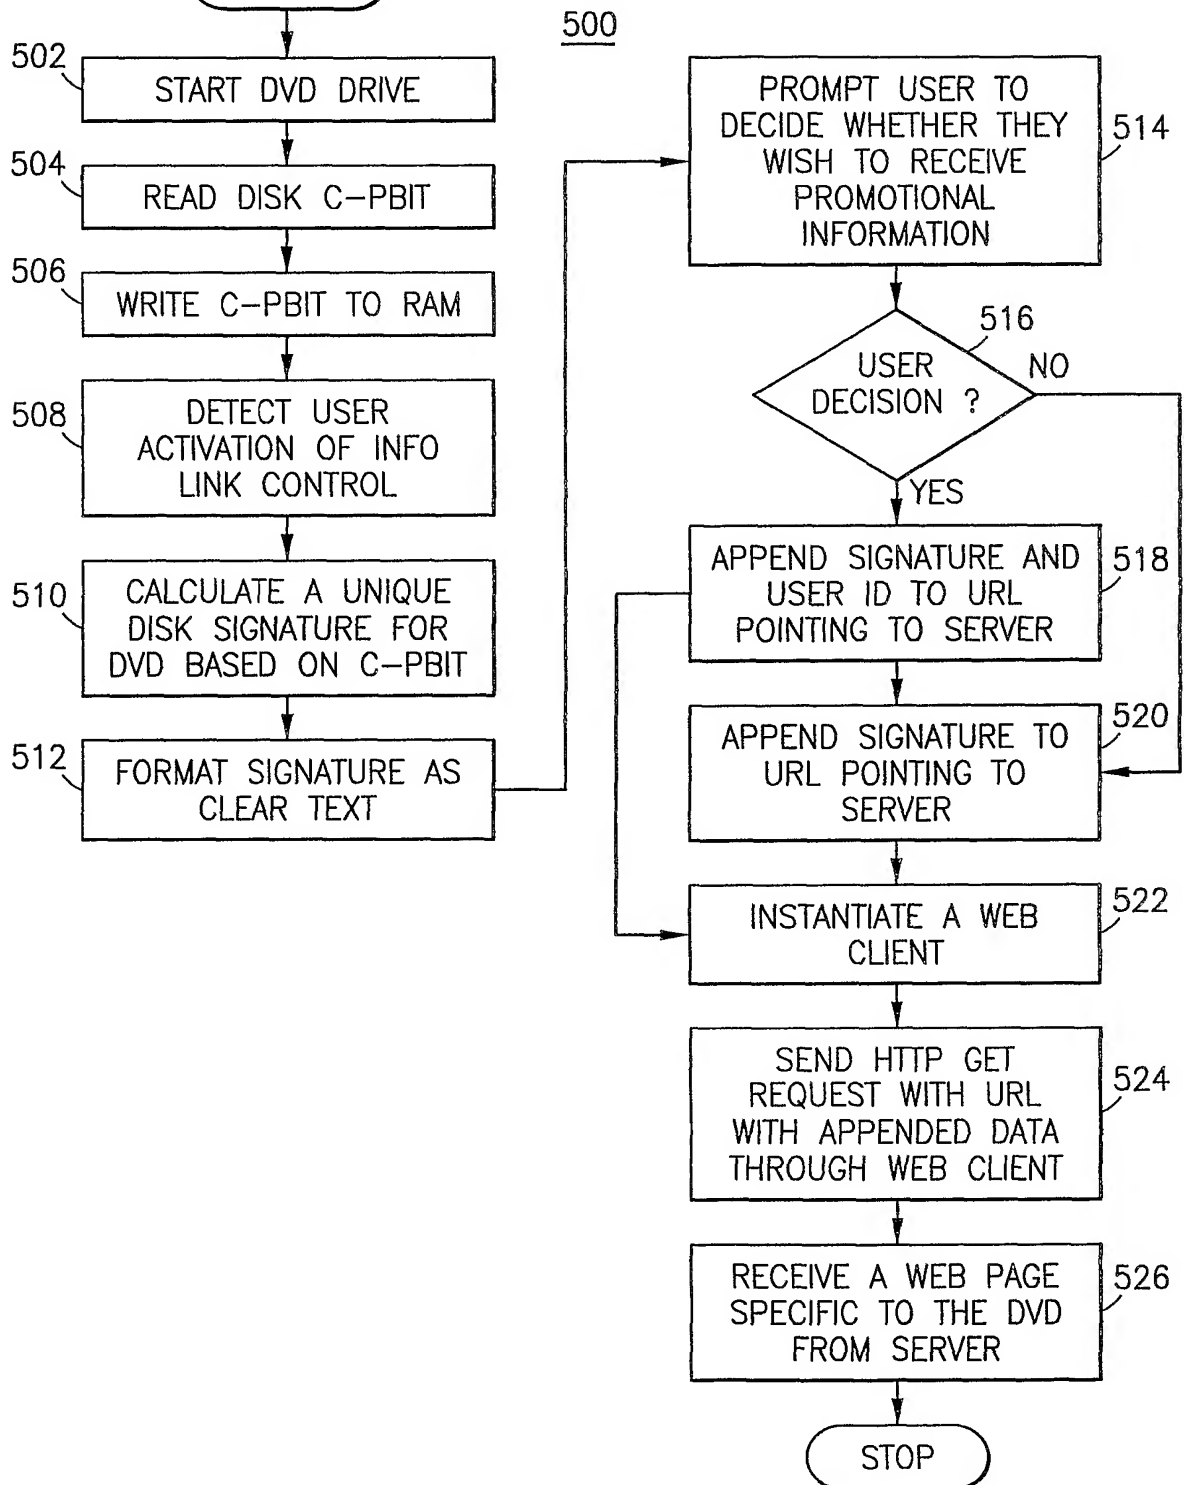 500
502
START DVD DRIVE
504
READ DISK C-PBIT
506
WRITE C-PBIT TO RAM
508
DETECT USER
ACTIVATION OF INFO
LINK CONTROL
510
CALCULATE A UNIQUE
DISK SIGNATURE FOR
DVD BASED ON C-PBIT
512
FORMAT SIGNATURE AS
CLEAR TEXT
PROMPT USER TO
DECIDE WHETHER THEY
WISH TO RECEIVE
PROMOTIONAL
INFORMATION
514
516
USER
DECISION ?
NO
YES
APPEND SIGNATURE AND
USER ID TO URL
POINTING TO SERVER
518
APPEND SIGNATURE TO
URL POINTING TO
SERVER
520
INSTANTIATE A WEB
CLIENT
522
SEND HTTP GET
REQUEST WITH URL
WITH APPENDED DATA
THROUGH WEB CLIENT
524
RECEIVE A WEB PAGE
SPECIFIC TO THE DVD
FROM SERVER
526
STOP